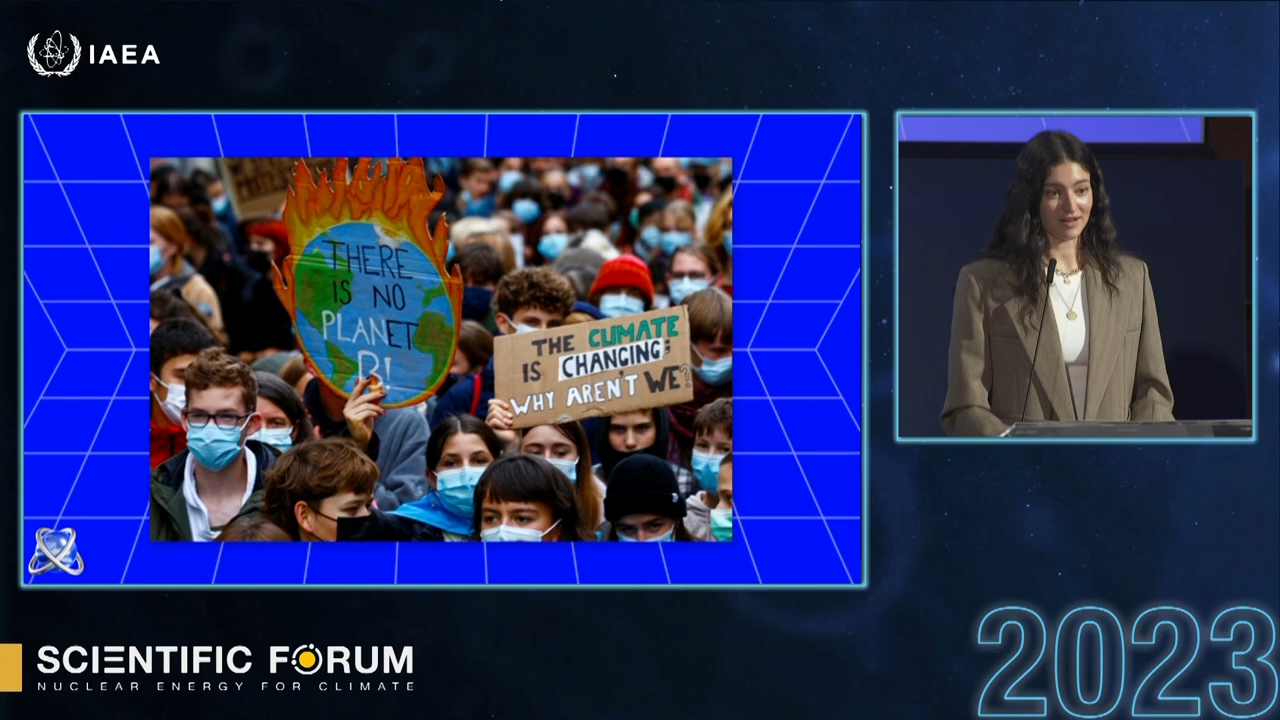 IAEA
THERE
IS NO
PLANET
B!
THE CLIMATE
IS CHANGING;
WHY AREN'T WE?
SCIENTIFIC FORUM
NUCLEAR ENERGY FOR CLIMATE
2023